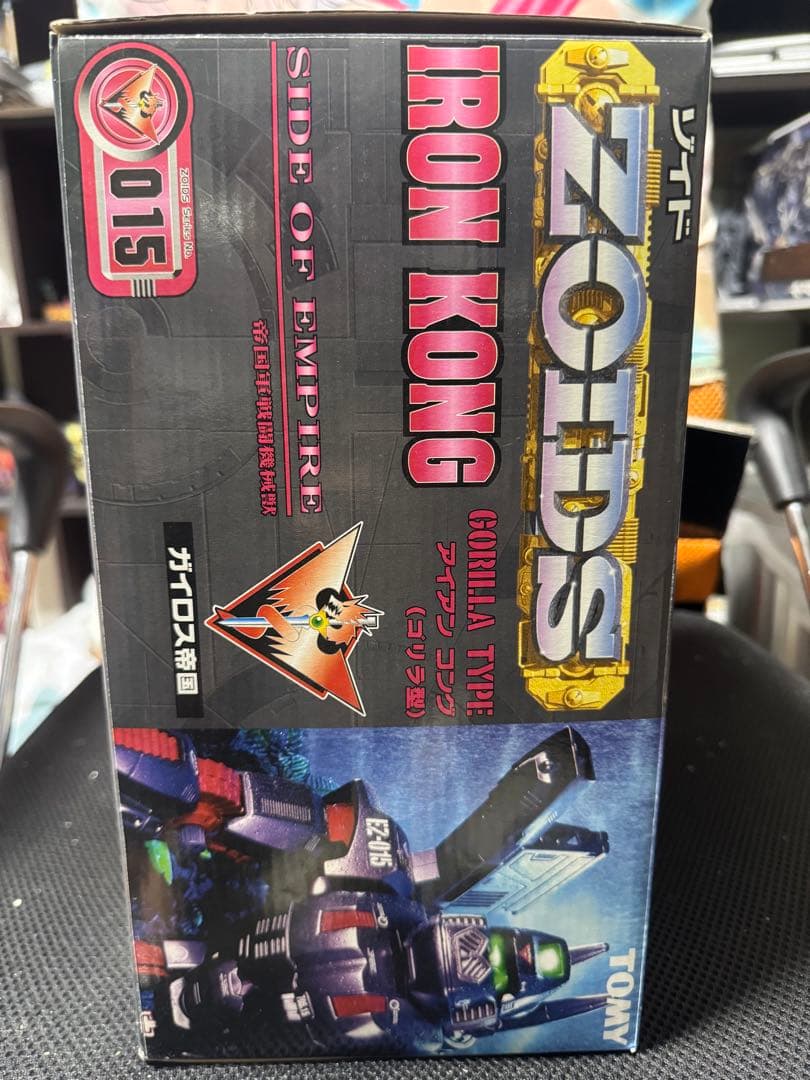 ゾイド
ZOIDS
IRON KONG
GORILLA TYPE
アイアン コング
(ゴリラ型)
SIDE OF EMPIRE
帝国軍戦闘機械獣
ZOIDS Series No.
015
ガイロス帝国
EZ-015
TOMY